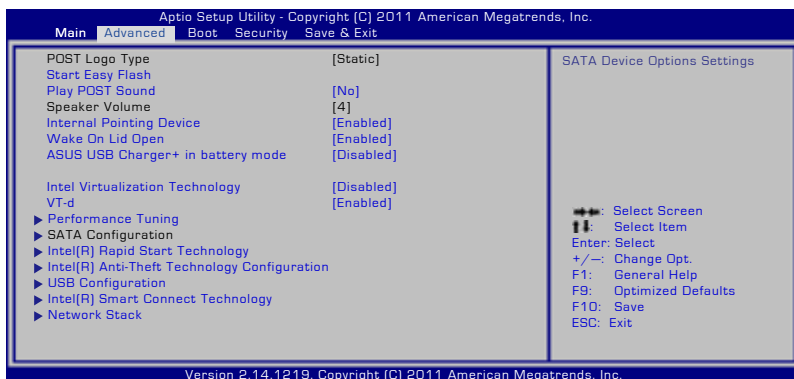 Aptio Setup Utility - Copyright (C) 2011 American Megatrends, Inc.
Main Advanced Boot Security Save & Exit
POST Logo Type [Static]
Start Easy Flash
Play POST Sound [No]
Speaker Volume [4]
Internal Pointing Device [Enabled]
Wake On Lid Open [Enabled]
ASUS USB Charger+ in battery mode [Disabled]
Intel Virtualization Technology [Disabled]
VT-d [Enabled]
Performance Tuning
SATA Configuration
Intel(R) Rapid Start Technology
Intel(R) Anti-Theft Technology Configuration
USB Configuration
Intel(R) Smart Connect Technology
Network Stack
SATA Device Options Settings
→←: Select Screen
↑↓: Select Item
Enter: Select
+/—: Change Opt.
F1: General Help
F9: Optimized Defaults
F10: Save
ESC: Exit
Version 2.14.1219. Copyright (C) 2011 American Megatrends, Inc.